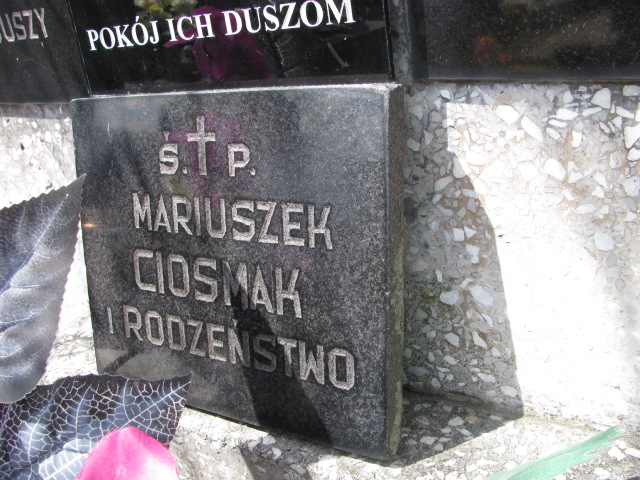 POKÓJ ICH DUSZOM
Ś. P.
MARIUSZEK
CIOSMAK
I RODZEŃSTWO